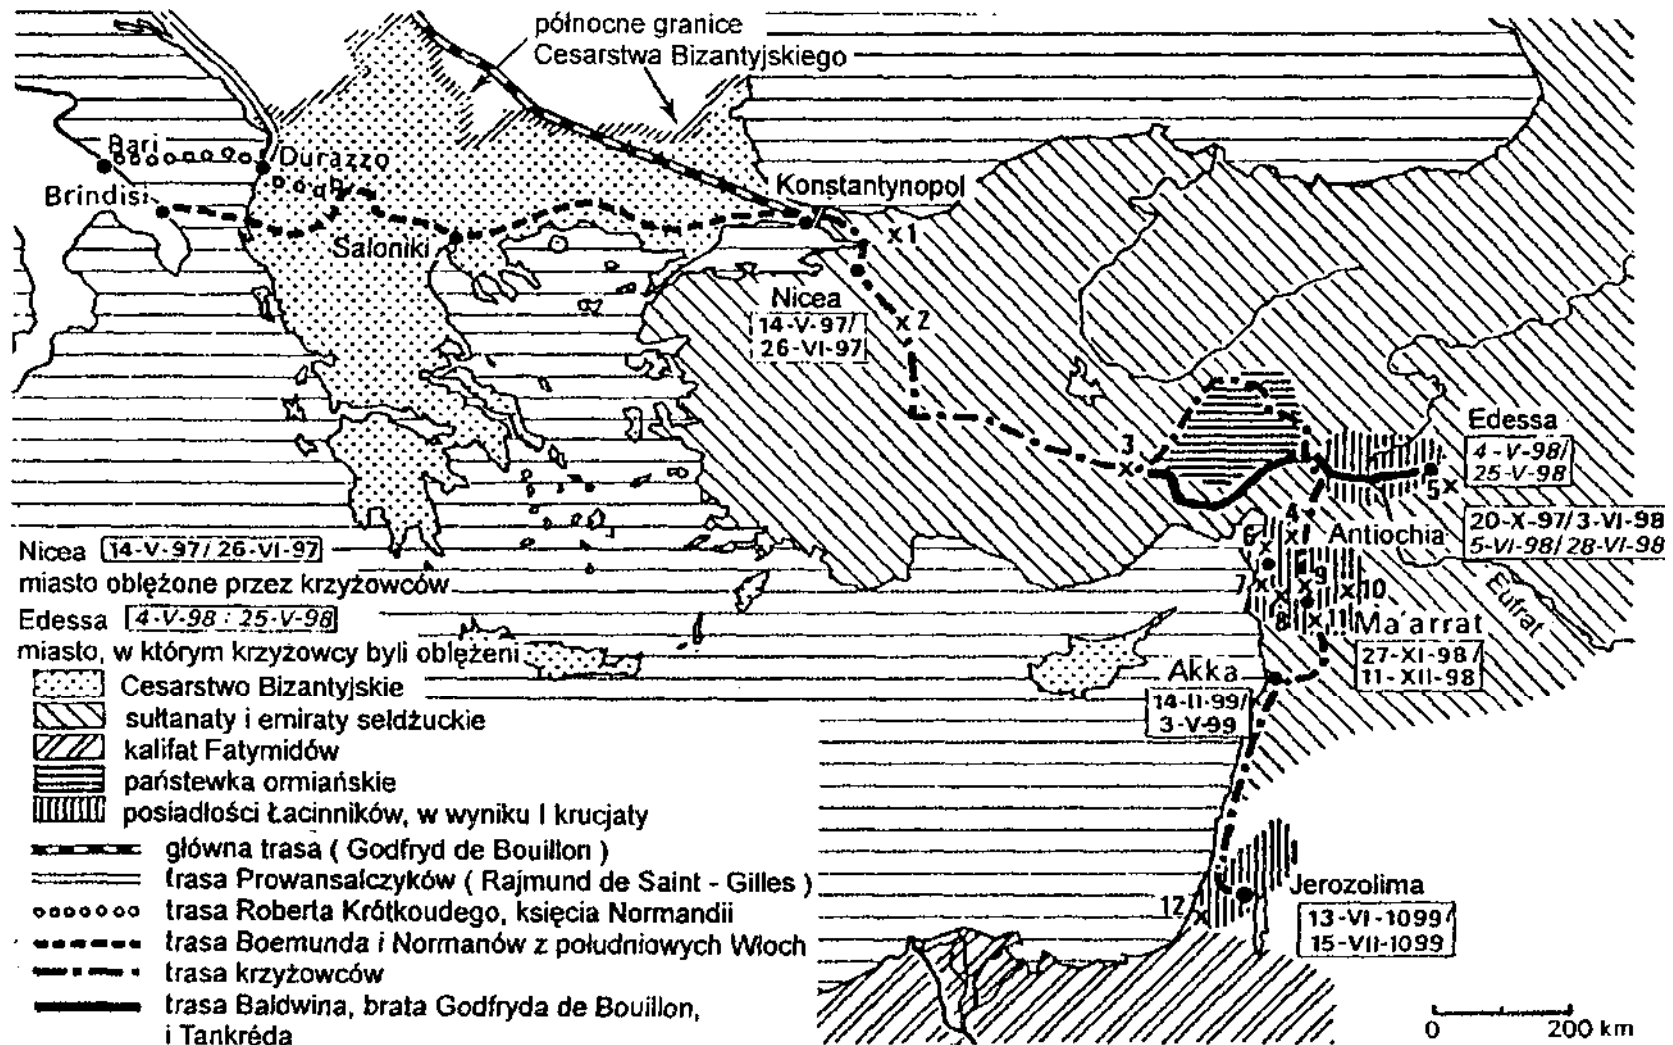 północne granice
Cesarstwa Bizantyjskiego
Bari
Durazzo
Brindisi
Konstantynopol
Saloniki
1
Nicea
14-V-97/
26-VI-97
2
3
Edessa
4-V-98/
25-V-98
5
4
Antiochia
20-X-97/3-VI-98
5-VI-98/28-VI-98
6
7
8
9
10
11
Eufrat
Ma'arrat
27-XI-98/
11-XII-98
Akka
14-II-99/
3-V-99
Jerozolima
13-VI-1099/
15-VII-1099
12
Nicea 14-V-97/26-VI-97
miasto oblężone przez krzyżowców
Edessa 4-V-98 : 25-V-98
miasto, w którym krzyżowcy byli oblężeni
Cesarstwo Bizantyjskie
sułtanaty i emiraty seldżuckie
kalifat Fatymidów
państewka ormiańskie
posiadłości Łacinników, w wyniku I krucjaty
główna trasa ( Godfryd de Bouillon )
trasa Prowansalczyków ( Rajmund de Saint - Gilles )
trasa Roberta Krótkoudego, księcia Normandii
trasa Boemunda i Normanów z południowych Włoch
trasa krzyżowców
trasa Baldwina, brata Godfryda de Bouillon,
i Tankréda
0 200 km